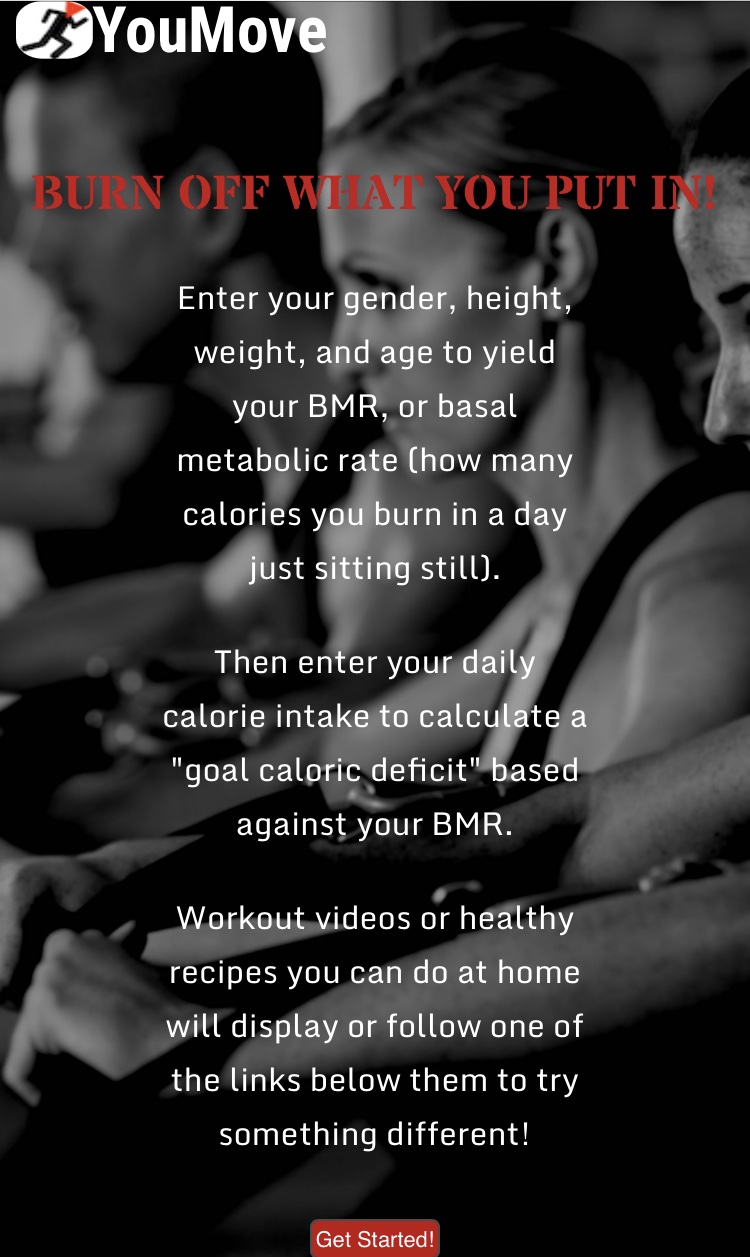 YouMove
BURN OFF WHAT YOU PUT IN!
Enter your gender, height,
weight, and age to yield
your BMR, or basal
metabolic rate (how many
calories you burn in a day
just sitting still).
Then enter your daily
calorie intake to calculate a
"goal caloric deficit" based
against your BMR.
Workout videos or healthy
recipes you can do at home
will display or follow one of
the links below them to try
something different!
Get Started!